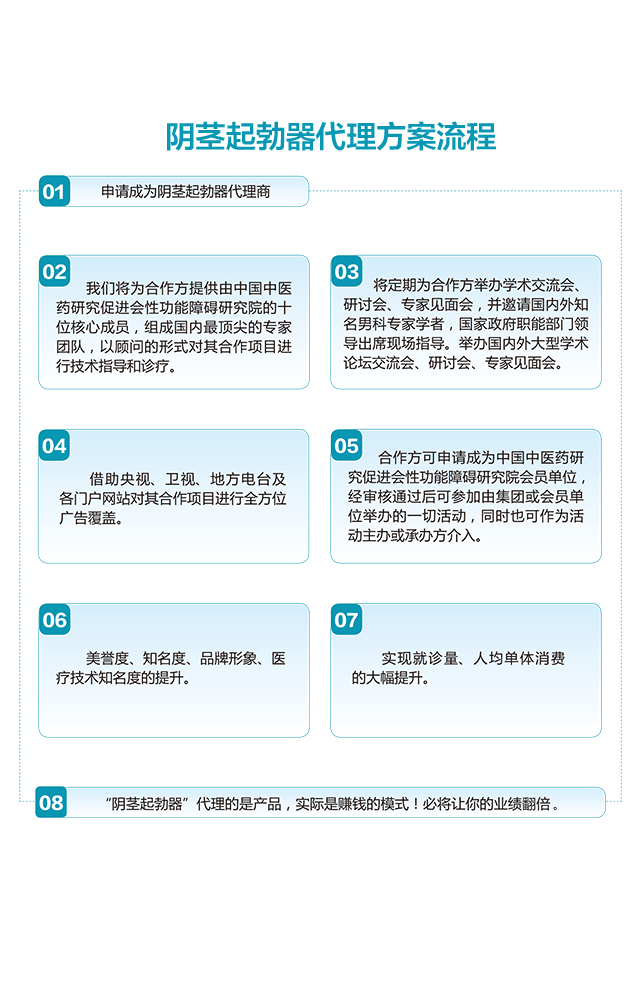 阴茎起勃器代理方案流程
01
申请成为阴茎起勃器代理商
02
我们将为合作方提供由中国中医
药研究促进会性功能障碍研究院的十
位核心成员，组成国内最顶尖的专家
团队，以顾问的形式对其合作项目进
行技术指导和诊疗。
03
将定期为合作方举办学术交流会、
研讨会、专家见面会，并邀请国内外知
名男科专家学者，国家政府职能部门领
导出席现场指导。举办国内外大型学术
论坛交流会、研讨会、专家见面会。
04
借助央视、卫视、地方电台及
各门户网站对其合作项目进行全方位
广告覆盖。
05
合作方可申请成为中国中医药研
究促进会性功能障碍研究院会员单位，
经审核通过后可参加由集团或会员单
位举办的一切活动，同时也可作为活
动主办或承办方介入。
06
美誉度、知名度、品牌形象、医
疗技术知名度的提升。
07
实现就诊量、人均单体消费
的大幅提升。
08
“阴茎起勃器”代理的是产品，实际是赚钱的模式！必将让你的业绩翻倍。